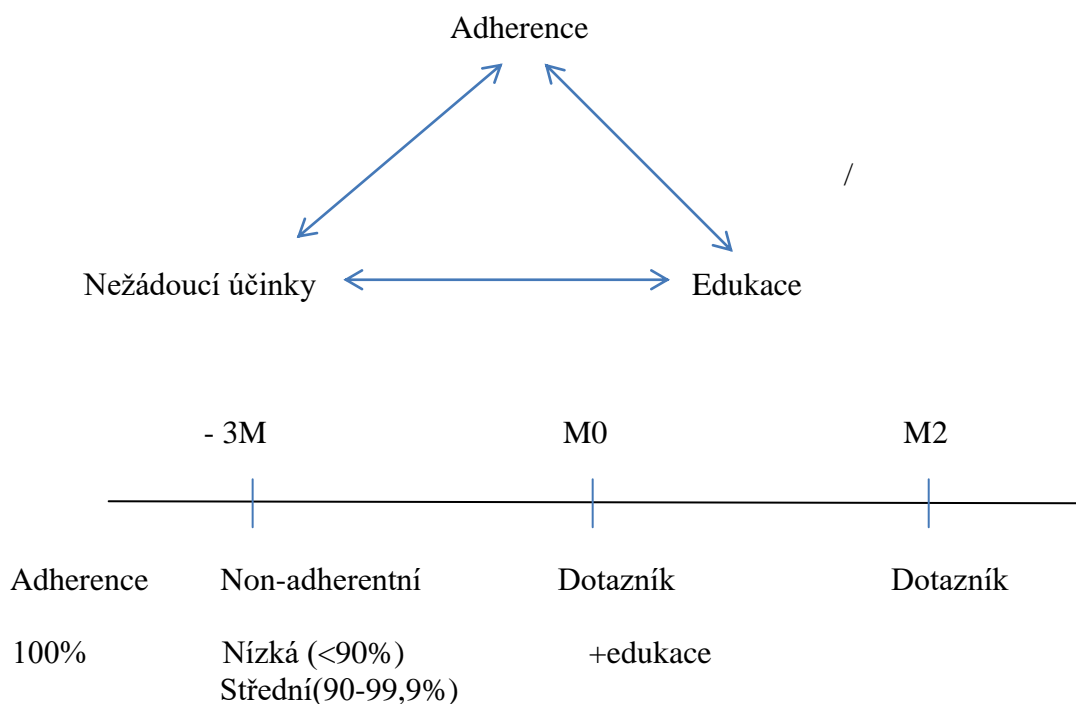 Adherence
/
Nežádoucí účinky Edukace
- 3M M0 M2
Adherence Non-adherentní Dotazník Dotazník
100% Nízká (<90%) +edukace
Střední(90-99,9%)